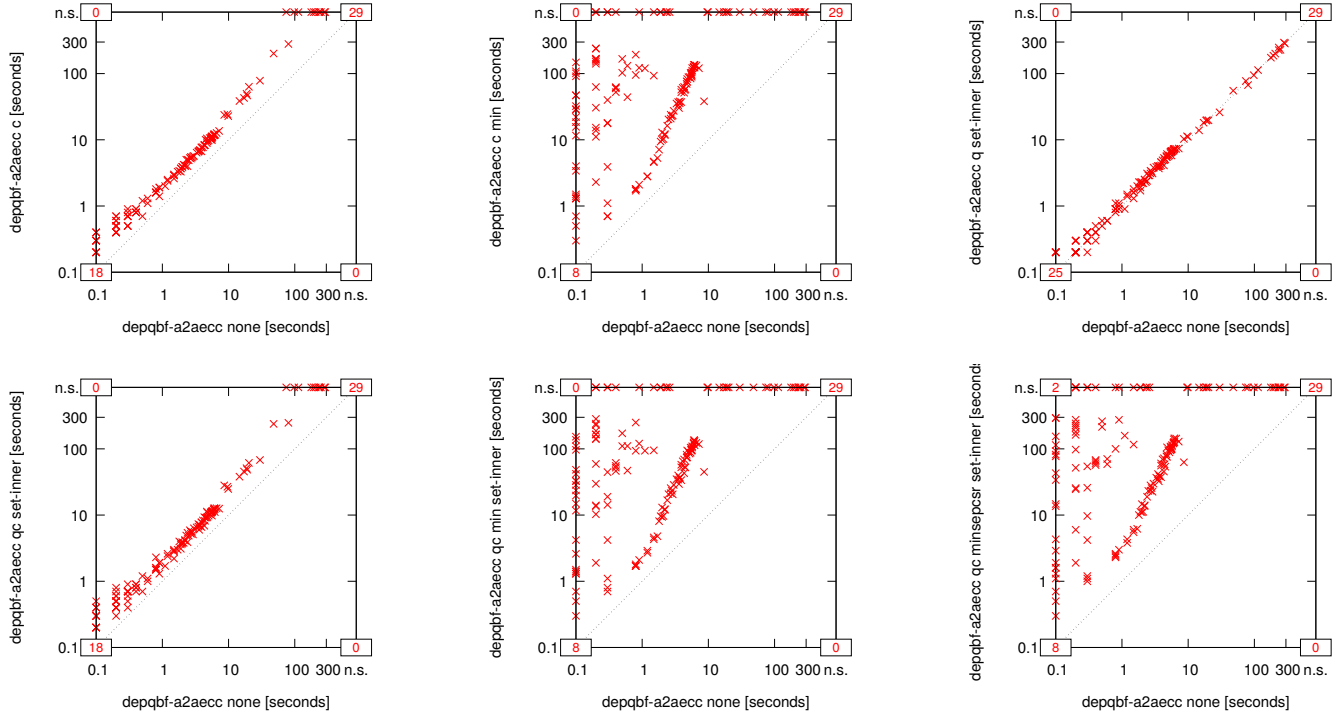 n.s. 0 29
300
100
10
1
0.1 18 0
0.1 1 10 100 300 n.s.
depqbf-a2aecc none [seconds]
depqbf-a2aecc c [seconds]
n.s. 0 29
300
100
10
1
0.1 8 0
0.1 1 10 100 300 n.s.
depqbf-a2aecc none [seconds]
depqbf-a2aecc c min [seconds]
n.s. 0 29
300
100
10
1
0.1 25 0
0.1 1 10 100 300 n.s.
depqbf-a2aecc none [seconds]
depqbf-a2aecc q set-inner [seconds]
n.s. 0 29
300
100
10
1
0.1 18 0
0.1 1 10 100 300 n.s.
depqbf-a2aecc none [seconds]
depqbf-a2aecc qc set-inner [seconds]
n.s. 0 29
300
100
10
1
0.1 8 0
0.1 1 10 100 300 n.s.
depqbf-a2aecc none [seconds]
depqbf-a2aecc qc min set-inner [seconds]
n.s. 2 29
300
100
10
1
0.1 8 0
0.1 1 10 100 300 n.s.
depqbf-a2aecc none [seconds]
depqbf-a2aecc qc minsepcsr set-inner